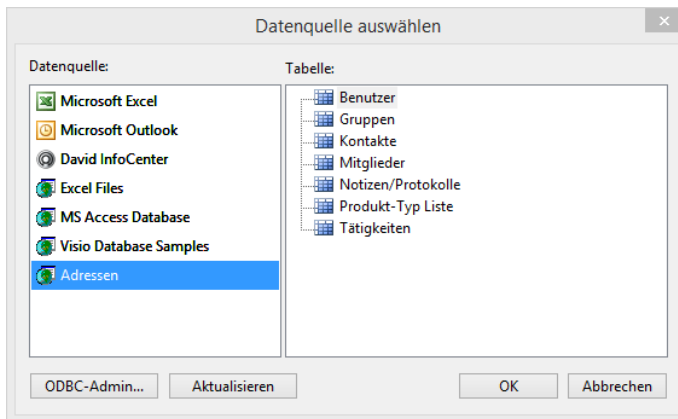 Datenquelle auswählen
Datenquelle:
Microsoft Excel
Microsoft Outlook
David InfoCenter
Excel Files
MS Access Database
Visio Database Samples
Adressen
Tabelle:
Benutzer
Gruppen
Kontakte
Mitglieder
Notizen/Protokolle
Produkt-Typ Liste
Tätigkeiten
ODBC-Admin...
Aktualisieren
OK
Abbrechen